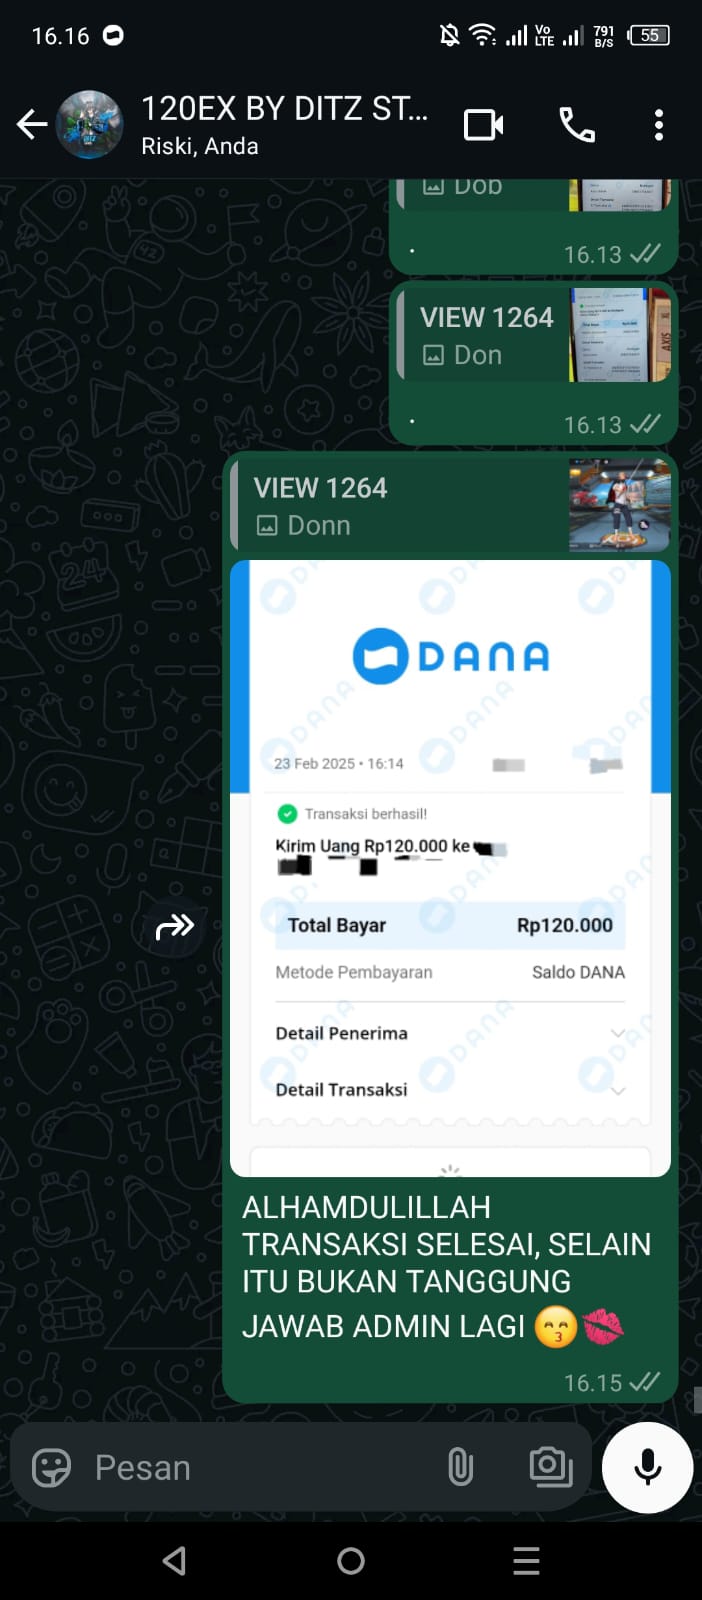 16.16
Vo
LTE
791
B/S
55
120EX BY DITZ ST...
Riski, Anda
Dob
.
16.13
VIEW 1264
Don
.
16.13
VIEW 1264
Donn
DANA
23 Feb 2025 • 16:14
Transaksi berhasil!
Kirim Uang Rp120.000 ke
Total Bayar
Rp120.000
Metode Pembayaran
Saldo DANA
Detail Penerima
Detail Transaksi
ALHAMDULILLAH
TRANSAKSI SELESAI, SELAIN
ITU BUKAN TANGGUNG
JAWAB ADMIN LAGI 😙💋
16.15
Pesan